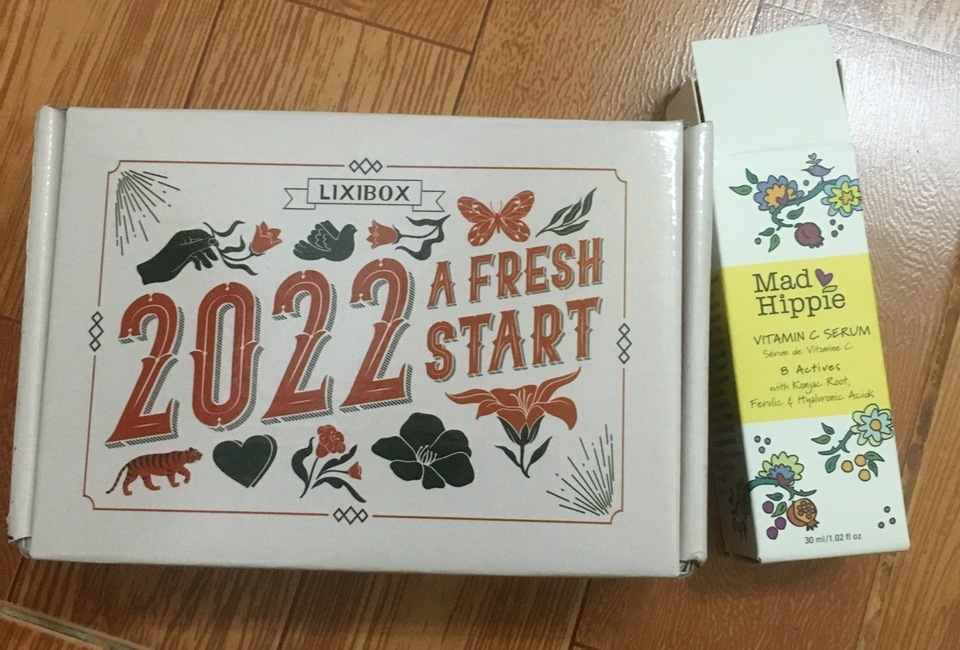 LIXIBOX
2022
A FRESH
START
Mad
Hippie
VITAMIN C SERUM
Sérum de Vitamine C
8 Actives
with Konjac Root,
Ferulic & Hyaluronic Acids
30 ml/1.02 fl oz